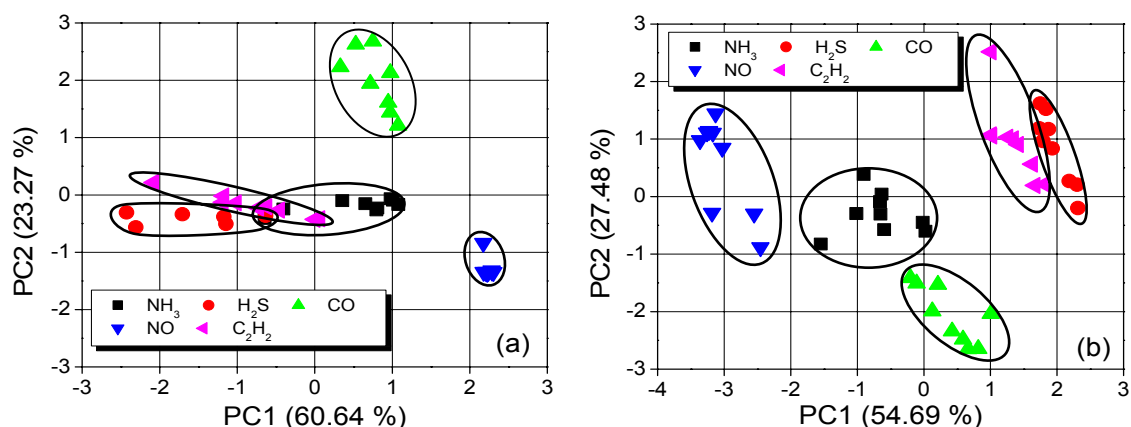 3
2
1
0
-1
-2
-3
PC2 (23.27 %)
NH₃ H₂S CO
NO C₂H₂
(a)
-3 -2 -1 0 1 2 3
PC1 (60.64 %)
3
2
1
0
-1
-2
-3
PC2 (27.48 %)
NH₃ H₂S CO
NO C₂H₂
(b)
-4 -3 -2 -1 0 1 2 3
PC1 (54.69 %)